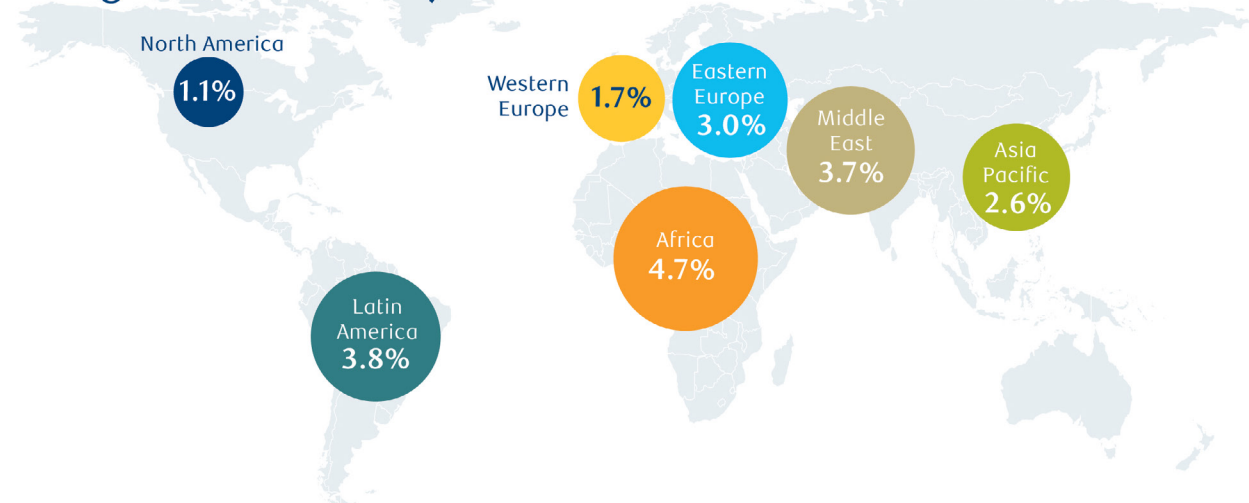 North America
1.1%
Western
Europe
1.7%
Eastern
Europe
3.0%
Middle
East
3.7%
Asia
Pacific
2.6%
Africa
4.7%
Latin
America
3.8%